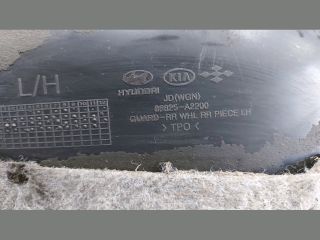 L/H
HYUNDAI
KIA
JD(WGN)
86825-A2200
GUARD-RR WHL RR PIECE LH
>TPO<